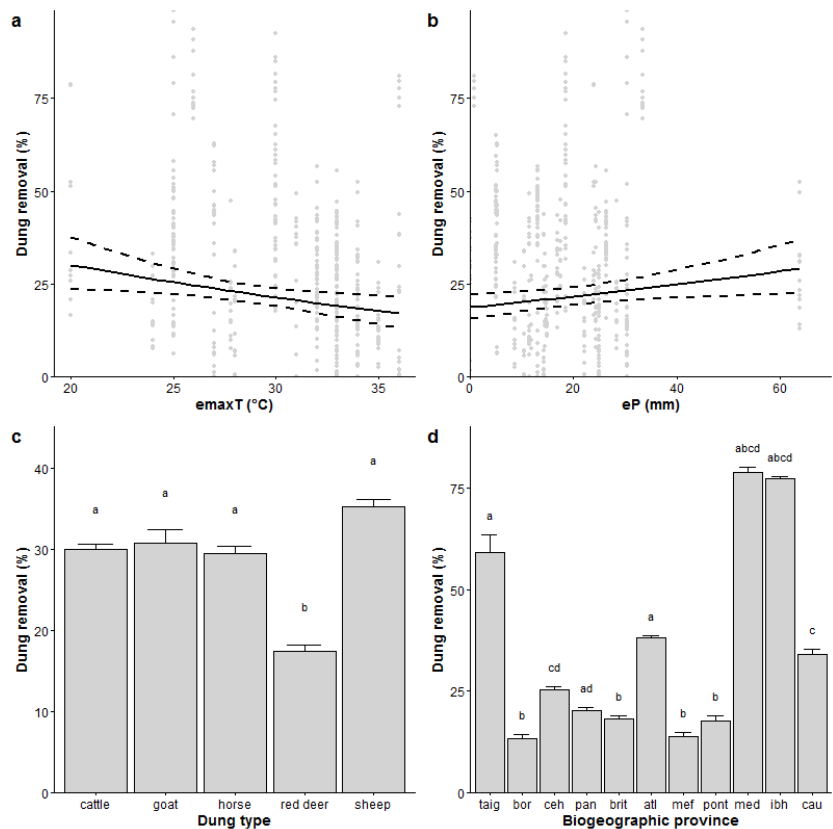 a
Dung removal (%)
75
50
25
0
20
25
30
35
emaxT (°C)
b
Dung removal (%)
75
50
25
0
0
20
40
60
eP (mm)
c
Dung removal (%)
40
30
20
10
0
a
a
a
b
a
cattle
goat
horse
red deer
sheep
Dung type
d
Dung removal (%)
75
50
25
0
a
b
cd
ad
b
a
b
b
abcd
abcd
c
taig
bor
ceh
pan
brit
atl
mef
pont
med
ibh
cau
Biogeographic province